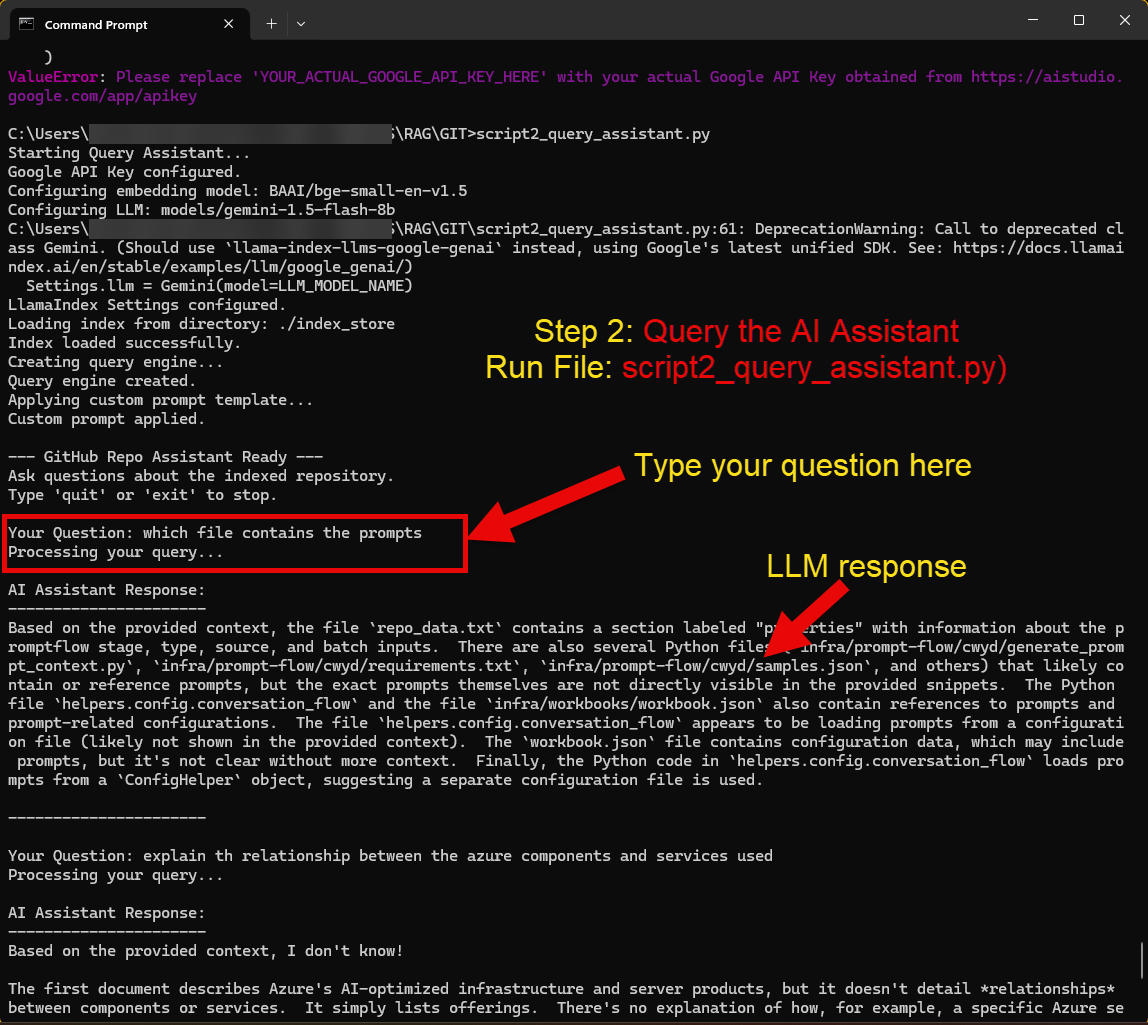 Command Prompt
)
ValueError: Please replace 'YOUR_ACTUAL_GOOGLE_API_KEY_HERE' with your actual Google API Key obtained from https://aistudio.
google.com/app/apikey
C:\Users\ \RAG\GIT>script2_query_assistant.py
Starting Query Assistant...
Google API Key configured.
Configuring embedding model: BAAI/bge-small-en-v1.5
Configuring LLM: models/gemini-1.5-flash-8b
C:\Users\ \RAG\GIT\script2_query_assistant.py:61: DeprecationWarning: Call to deprecated cl
ass Gemini. (Should use `llama-index-llms-google-genai` instead, using Google's latest unified SDK. See: https://docs.llamai
ndex.ai/en/stable/examples/llm/google_genai/)
Settings.llm = Gemini(model=LLM_MODEL_NAME)
LlamaIndex Settings configured.
Loading index from directory: ./index_store
Index loaded successfully.
Creating query engine...
Query engine created.
Applying custom prompt template...
Custom prompt applied.
Step 2: Query the AI Assistant
Run File: script2_query_assistant.py)
--- GitHub Repo Assistant Ready ---
Ask questions about the indexed repository.
Type 'quit' or 'exit' to stop.
Type your question here
Your Question: which file contains the prompts
Processing your query...
LLM response
AI Assistant Response:
----------------------
Based on the provided context, the file `repo_data.txt` contains a section labeled "properties" with information about the p
romptflow stage, type, source, and batch inputs.  There are also several Python files (`infra/prompt-flow/cwyd/generate_prom
pt_context.py`, `infra/prompt-flow/cwyd/requirements.txt`, `infra/prompt-flow/cwyd/samples.json`, and others) that likely co
ntain or reference prompts, but the exact prompts themselves are not directly visible in the provided snippets.  The Python
file `helpers.config.conversation_flow` and the file `infra/workbooks/workbook.json` also contain references to prompts and
prompt-related configurations.  The file `helpers.config.conversation_flow` appears to be loading prompts from a configurati
on file (likely not shown in the provided context).  The `workbook.json` file contains configuration data, which may include
prompts, but it's not clear without more context.  Finally, the Python code in `helpers.config.conversation_flow` loads pro
mpts from a `ConfigHelper` object, suggesting a separate configuration file is used.
----------------------
Your Question: explain th relationship between the azure components and services used
Processing your query...
AI Assistant Response:
----------------------
Based on the provided context, I don't know!
The first document describes Azure's AI-optimized infrastructure and server products, but it doesn't detail *relationships*
between components or services.  It simply lists offerings.  There's no explanation of how, for example, a specific Azure se